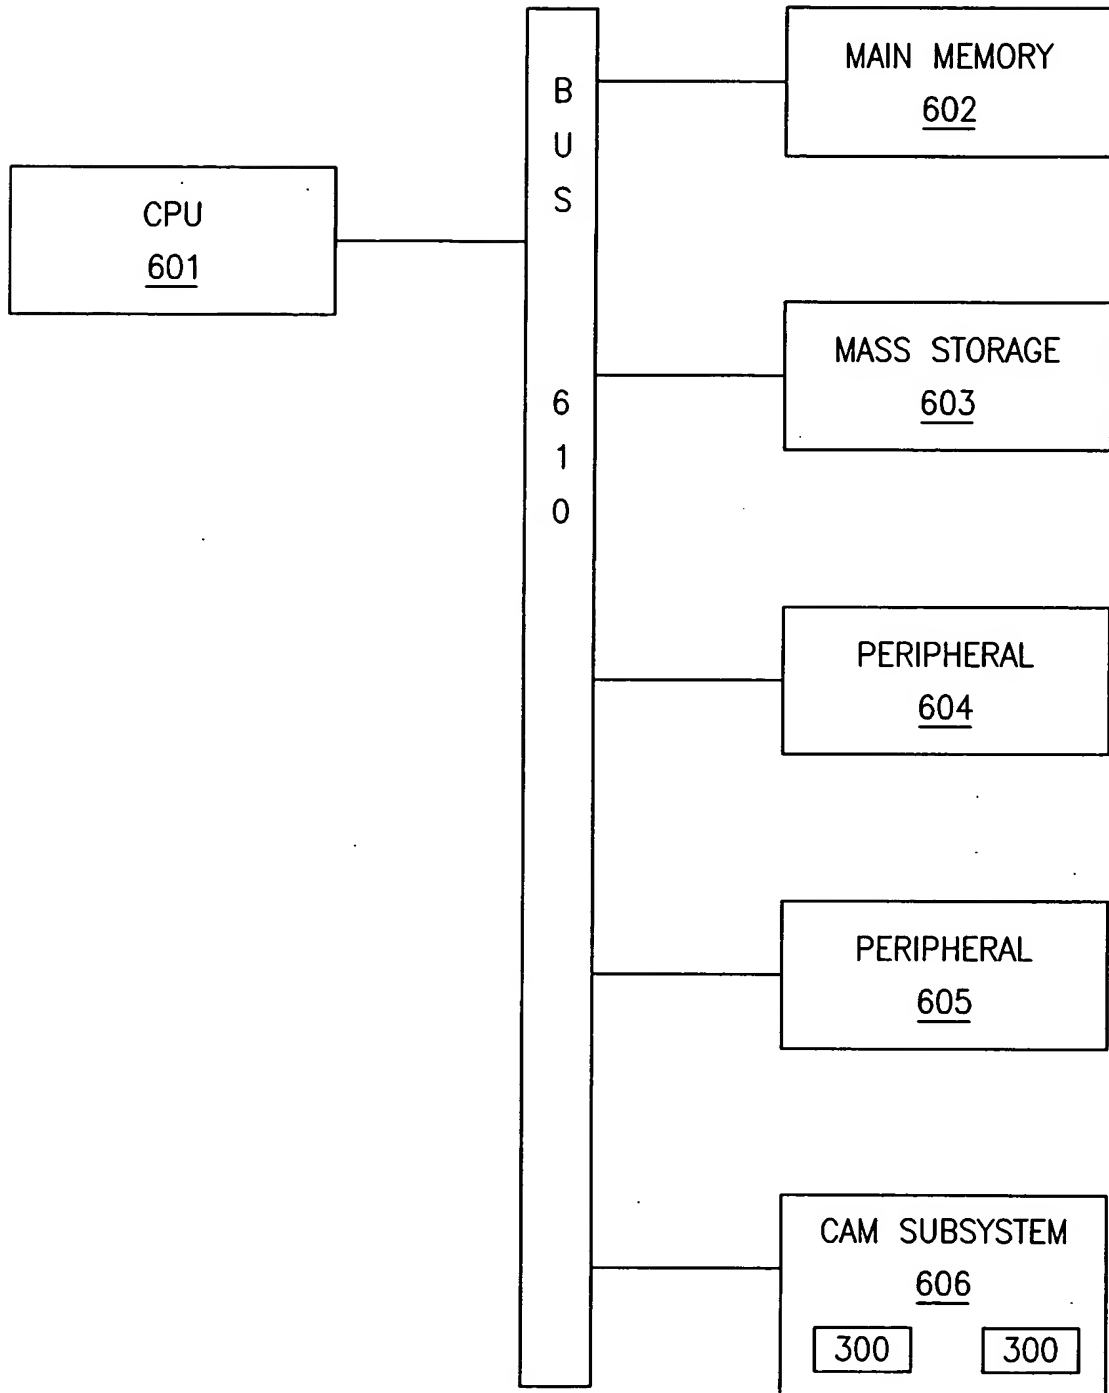 CPU
601
B
U
S
6
1
0
MAIN MEMORY
602
MASS STORAGE
603
PERIPHERAL
604
PERIPHERAL
605
CAM SUBSYSTEM
606
300 300